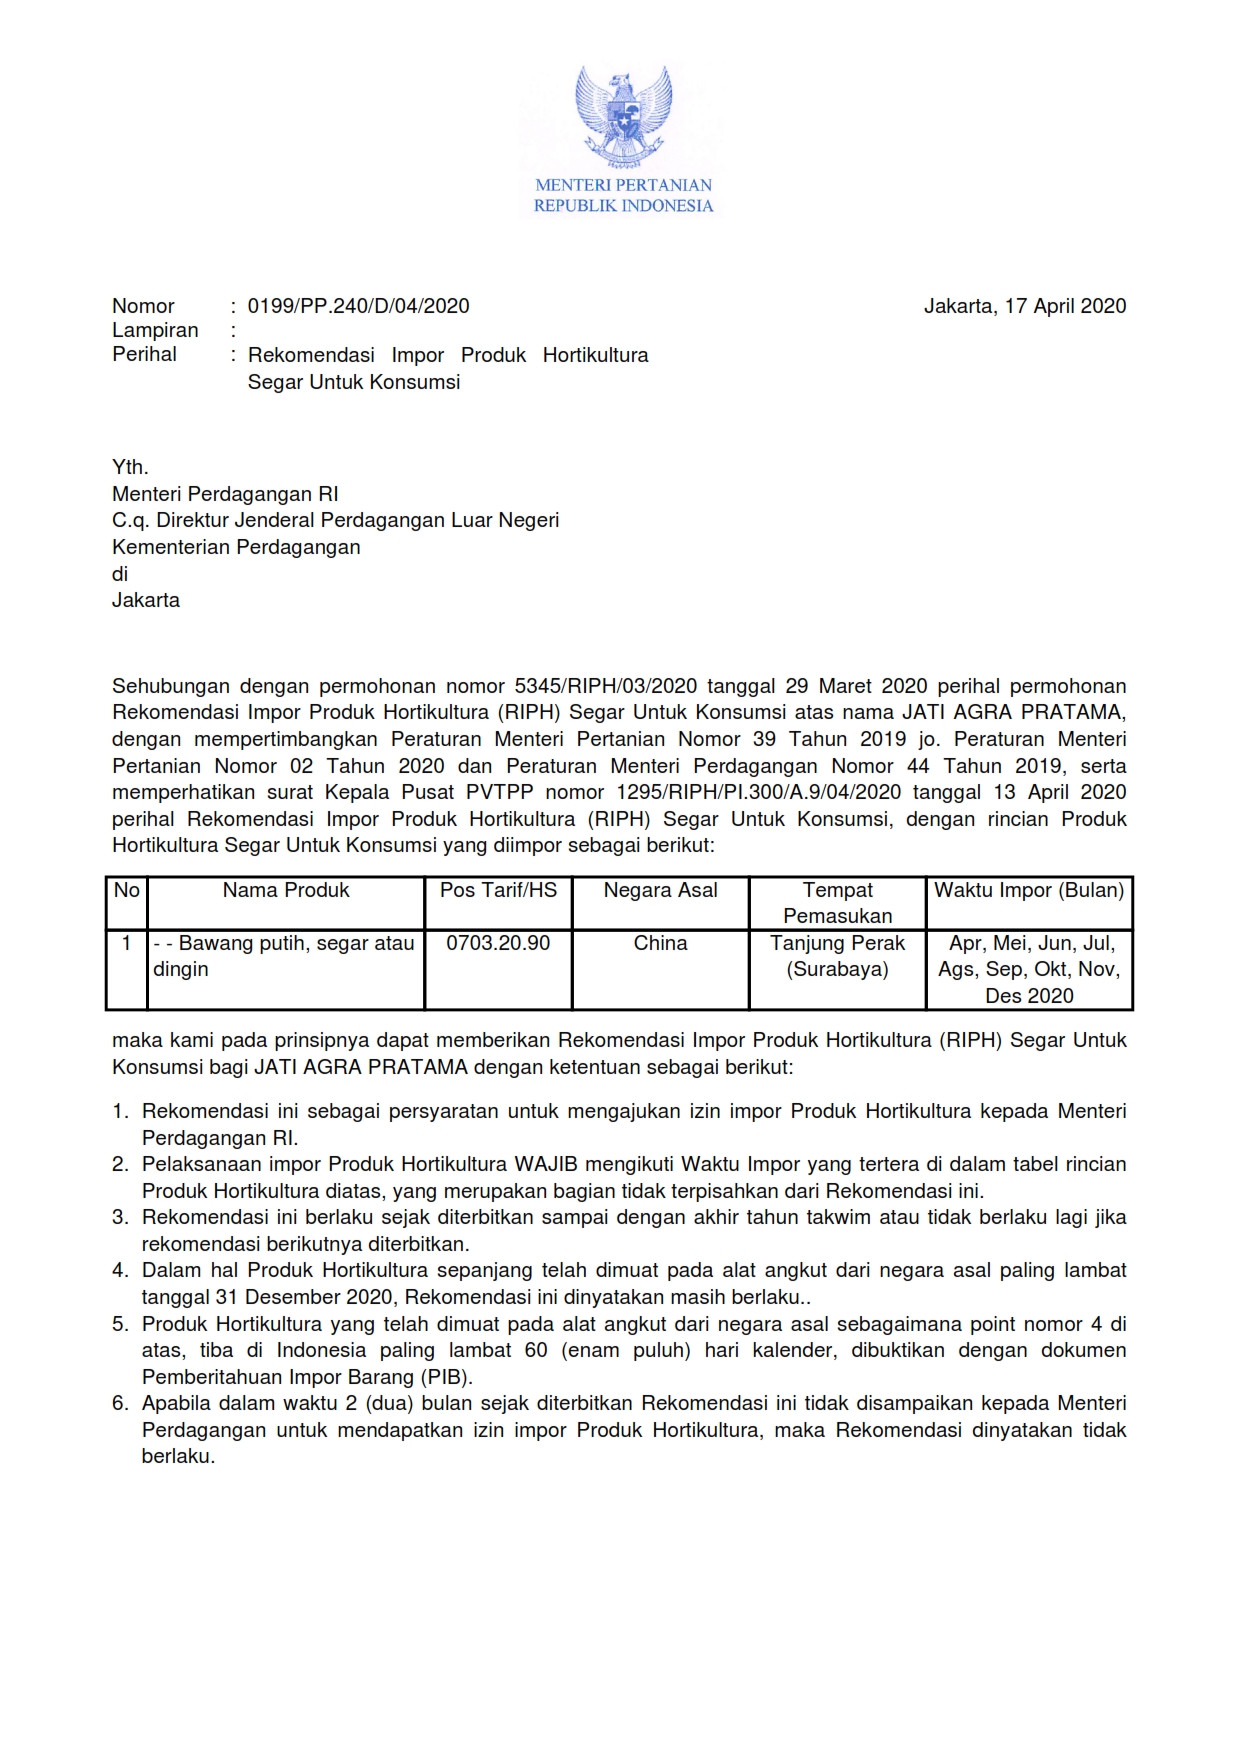 MENTERI PERTANIAN
REPUBLIK INDONESIA
Nomor : 0199/PP.240/D/04/2020 Jakarta, 17 April 2020
Lampiran :
Perihal : Rekomendasi Impor Produk Hortikultura
Segar Untuk Konsumsi
Yth.
Menteri Perdagangan RI
C.q. Direktur Jenderal Perdagangan Luar Negeri
Kementerian Perdagangan
di
Jakarta
Sehubungan dengan permohonan nomor 5345/RIPH/03/2020 tanggal 29 Maret 2020 perihal permohonan
Rekomendasi Impor Produk Hortikultura (RIPH) Segar Untuk Konsumsi atas nama JATI AGRA PRATAMA,
dengan mempertimbangkan Peraturan Menteri Pertanian Nomor 39 Tahun 2019 jo. Peraturan Menteri
Pertanian Nomor 02 Tahun 2020 dan Peraturan Menteri Perdagangan Nomor 44 Tahun 2019, serta
memperhatikan surat Kepala Pusat PVTPP nomor 1295/RIPH/PI.300/A.9/04/2020 tanggal 13 April 2020
perihal Rekomendasi Impor Produk Hortikultura (RIPH) Segar Untuk Konsumsi, dengan rincian Produk
Hortikultura Segar Untuk Konsumsi yang diimpor sebagai berikut:
No Nama Produk Pos Tarif/HS Negara Asal Tempat Waktu Impor (Bulan)
Pemasukan
1 - - Bawang putih, segar atau 0703.20.90 China Tanjung Perak Apr, Mei, Jun, Jul,
dingin (Surabaya) Ags, Sep, Okt, Nov,
Des 2020
maka kami pada prinsipnya dapat memberikan Rekomendasi Impor Produk Hortikultura (RIPH) Segar Untuk
Konsumsi bagi JATI AGRA PRATAMA dengan ketentuan sebagai berikut:
1. Rekomendasi ini sebagai persyaratan untuk mengajukan izin impor Produk Hortikultura kepada Menteri
Perdagangan RI.
2. Pelaksanaan impor Produk Hortikultura WAJIB mengikuti Waktu Impor yang tertera di dalam tabel rincian
Produk Hortikultura diatas, yang merupakan bagian tidak terpisahkan dari Rekomendasi ini.
3. Rekomendasi ini berlaku sejak diterbitkan sampai dengan akhir tahun takwim atau tidak berlaku lagi jika
rekomendasi berikutnya diterbitkan.
4. Dalam hal Produk Hortikultura sepanjang telah dimuat pada alat angkut dari negara asal paling lambat
tanggal 31 Desember 2020, Rekomendasi ini dinyatakan masih berlaku..
5. Produk Hortikultura yang telah dimuat pada alat angkut dari negara asal sebagaimana point nomor 4 di
atas, tiba di Indonesia paling lambat 60 (enam puluh) hari kalender, dibuktikan dengan dokumen
Pemberitahuan Impor Barang (PIB).
6. Apabila dalam waktu 2 (dua) bulan sejak diterbitkan Rekomendasi ini tidak disampaikan kepada Menteri
Perdagangan untuk mendapatkan izin impor Produk Hortikultura, maka Rekomendasi dinyatakan tidak
berlaku.